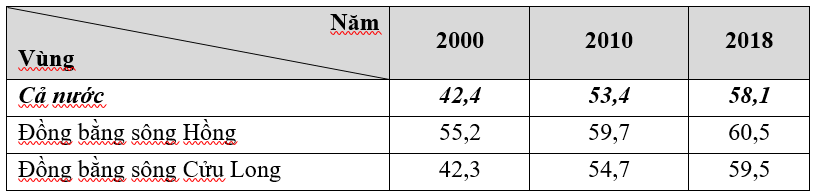 Năm
Vùng
2000 2010 2018
Cả nước 42,4 53,4 58,1
Đồng bằng sông Hồng 55,2 59,7 60,5
Đồng bằng sông Cửu Long 42,3 54,7 59,5